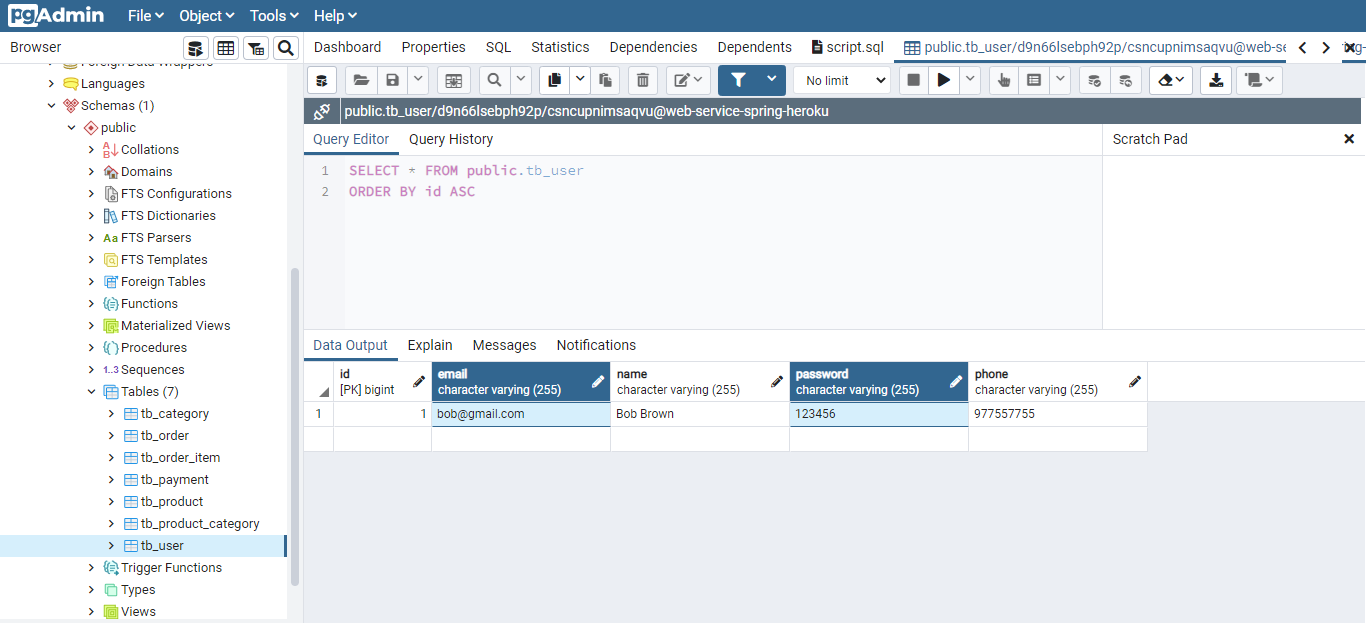 pgAdmin File Object Tools Help
Browser
Dashboard Properties SQL Statistics Dependencies Dependents script.sql public.tb_user/d9n66lsebph92p/csncupnimsaqvu@web-se
Foreign Data Wrappers
Languages
Schemas (1)
public
Collations
Domains
FTS Configurations
FTS Dictionaries
Aa FTS Parsers
FTS Templates
Foreign Tables
Functions
Materialized Views
Procedures
1..3 Sequences
Tables (7)
tb_category
tb_order
tb_order_item
tb_payment
tb_product
tb_product_category
tb_user
Trigger Functions
Types
Views
No limit
public.tb_user/d9n66lsebph92p/csncupnimsaqvu@web-service-spring-heroku
Query Editor Query History
Scratch Pad
1 SELECT * FROM public.tb_user
2 ORDER BY id ASC
Data Output Explain Messages Notifications
id email name password phone
[PK] bigint character varying (255) character varying (255) character varying (255) character varying (255)
1 1 bob@gmail.com Bob Brown 123456 977557755